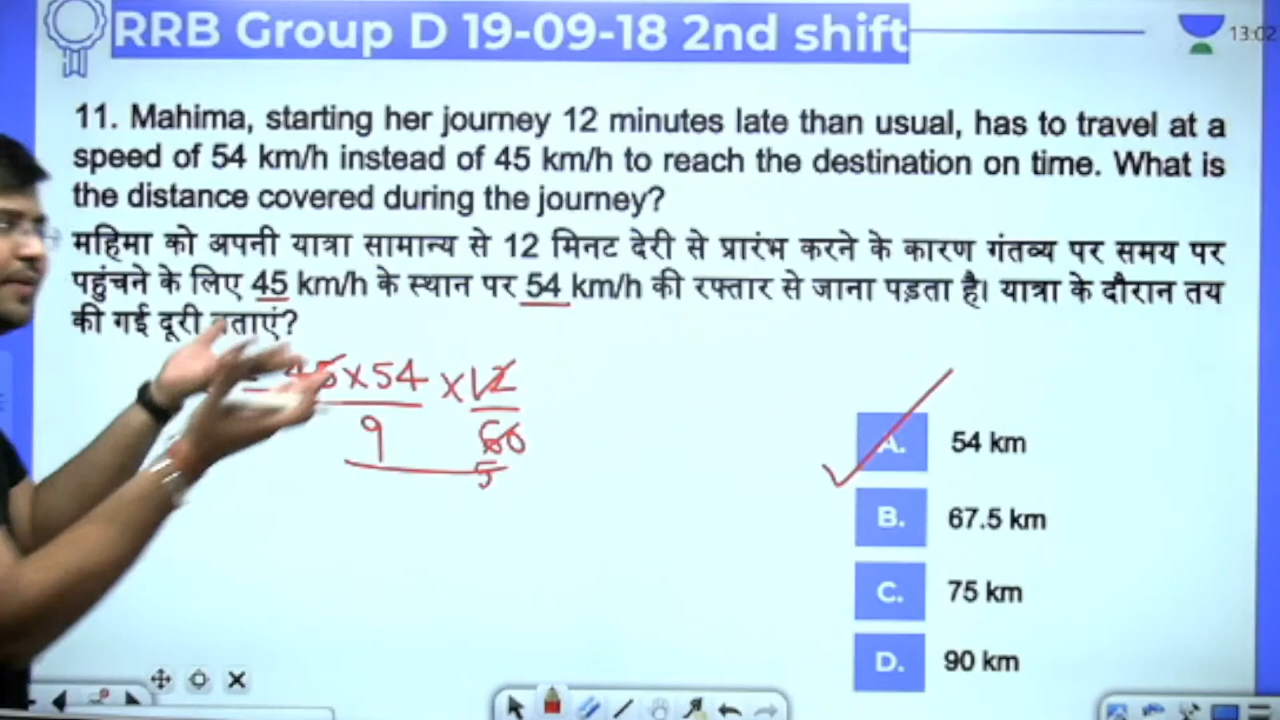 RRB Group D 19-09-18 2nd shift
13:02
11. Mahima, starting her journey 12 minutes late than usual, has to travel at a
speed of 54 km/h instead of 45 km/h to reach the destination on time. What is
the distance covered during the journey?
महिमा को अपनी यात्रा सामान्य से 12 मिनट देरी से प्रारंभ करने के कारण गंतव्य पर समय पर
पहुंचने के लिए 45 km/h के स्थान पर 54 km/h की रफ्तार से जाना पड़ता है। यात्रा के दौरान तय
की गई दूरी बताएं?
45x54 x12
9 60
5
A. 54 km
B. 67.5 km
C. 75 km
D. 90 km